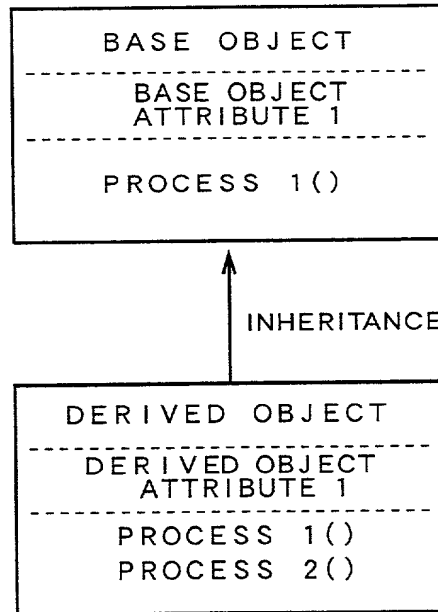 BASE OBJECT
BASE OBJECT
ATTRIBUTE 1
PROCESS 1()
INHERITANCE
DERIVED OBJECT
DERIVED OBJECT
ATTRIBUTE 1
PROCESS 1()
PROCESS 2()